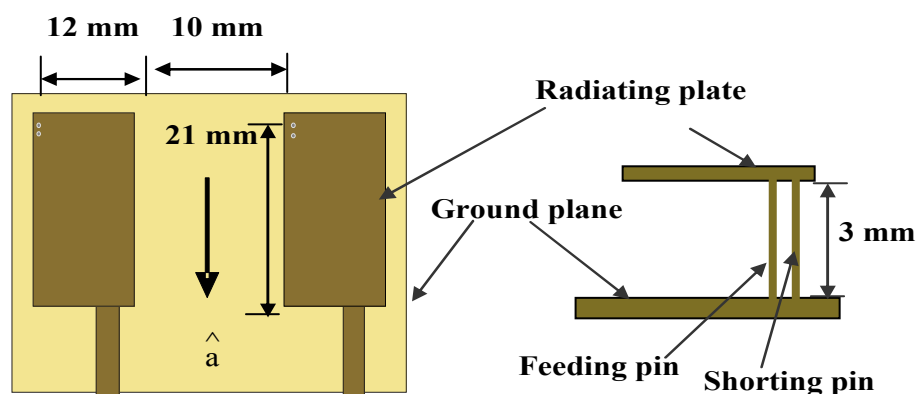 12 mm
10 mm
Radiating plate
21 mm
Ground plane
3 mm
^
a
Feeding pin
Shorting pin